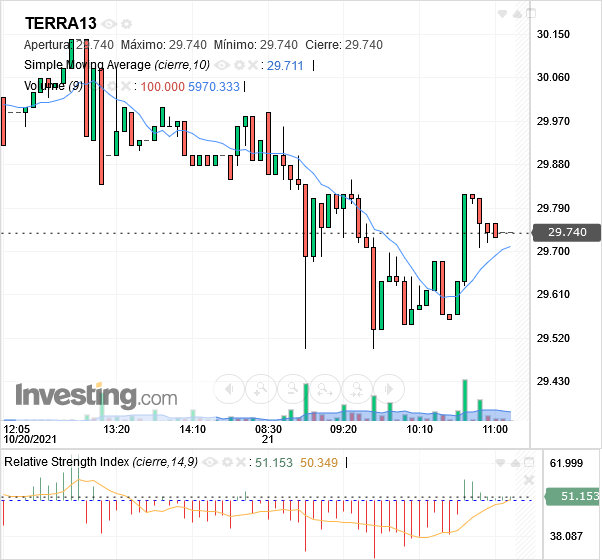 TERRA13
Apertura: 29.740 Máximo: 29.740 Mínimo: 29.740 Cierre: 29.740
Simple Moving Average (cierre,10) : 29.711
Volume (9) : 100.000 5970.333
30.150
30.060
29.970
29.880
29.790
29.740
29.700
29.610
29.520
29.430
Investing.com
12:05 13:20 14:10 08:30 09:20 10:10 11:00
10/20/2021 21
Relative Strength Index (cierre,14,9) : 51.153 50.349
61.999
51.153
38.087